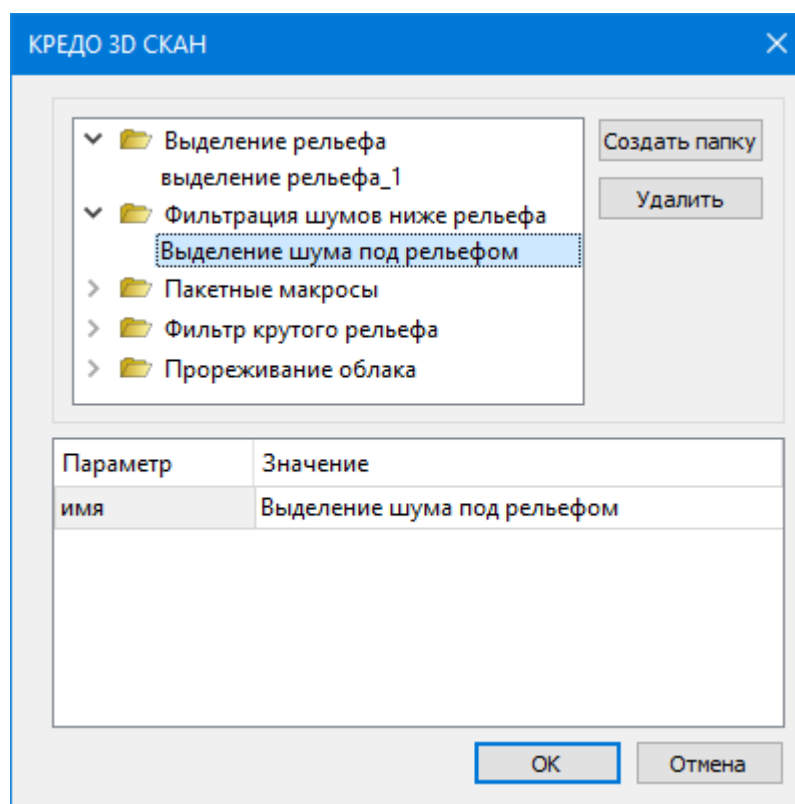 КРЕДО 3D СКАН
Выделение рельефа
Создать папку
выделение рельефа_1
Удалить
Фильтрация шумов ниже рельефа
Выделение шума под рельефом
Пакетные макросы
Фильтр крутого рельефа
Прореживание облака
Параметр Значение
имя Выделение шума под рельефом
ОК Отмена